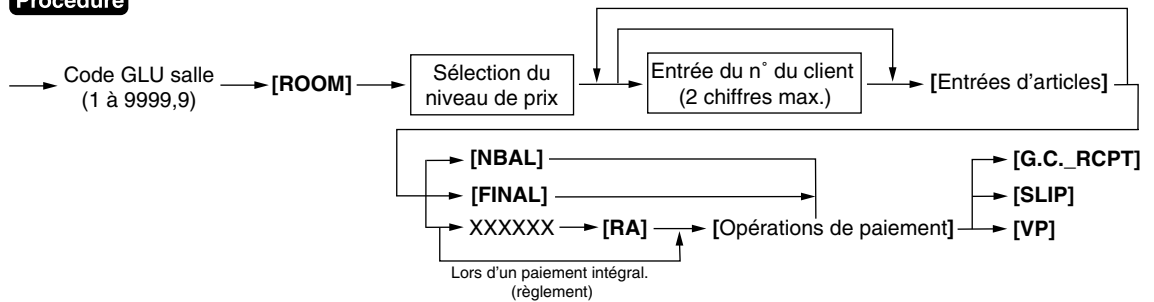 Procédure
Code GLU salle
(1 à 9999,9)
[ROOM]
Sélection du
niveau de prix
Entrée du n° du client
(2 chiffres max.)
[Entrées d'articles]
[NBAL]
[FINAL]
XXXXXX
[RA]
[Opérations de paiement]
[G.C._RCPT]
[SLIP]
[VP]
Lors d'un paiement intégral.
(règlement)